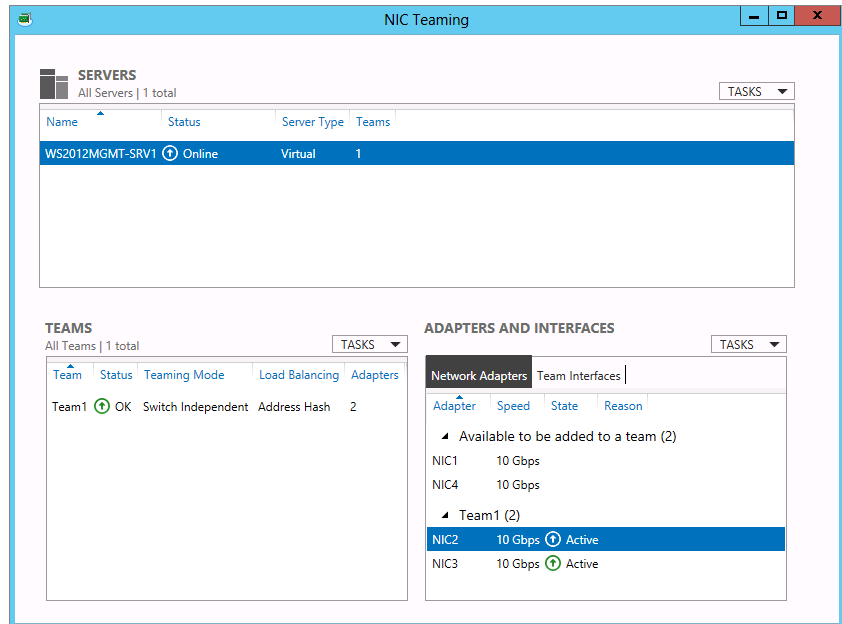 NIC Teaming
SERVERS
All Servers | 1 total
TASKS
Name Status Server Type Teams
WS2012MGMT-SRV1 Online Virtual 1
TEAMS
All Teams | 1 total
TASKS
Team Status Teaming Mode Load Balancing Adapters
Team1 OK Switch Independent Address Hash 2
ADAPTERS AND INTERFACES
TASKS
Network Adapters Team Interfaces
Adapter Speed State Reason
Available to be added to a team (2)
NIC1 10 Gbps
NIC4 10 Gbps
Team1 (2)
NIC2 10 Gbps Active
NIC3 10 Gbps Active